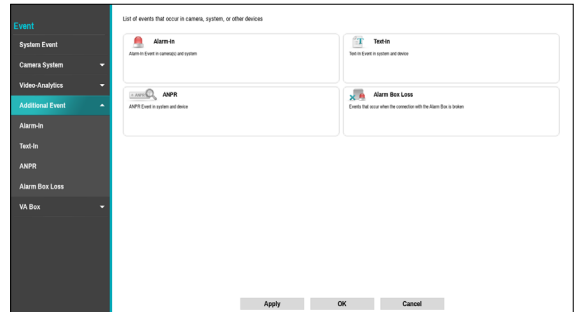 Event
System Event
Camera System
Video-Analytics
Additional Event
Alarm-In
Text-In
ANPR
Alarm Box Loss
VA Box
List of events that occur in camera, system, or other devices
Alarm-In
Alarm-In Event in camera(s) and system
Text-In
Text-In Event in system and device
ANPR
ANPR Event in system and device
Alarm Box Loss
Events that occur when the connection with the Alarm Box is broken
Apply
OK
Cancel